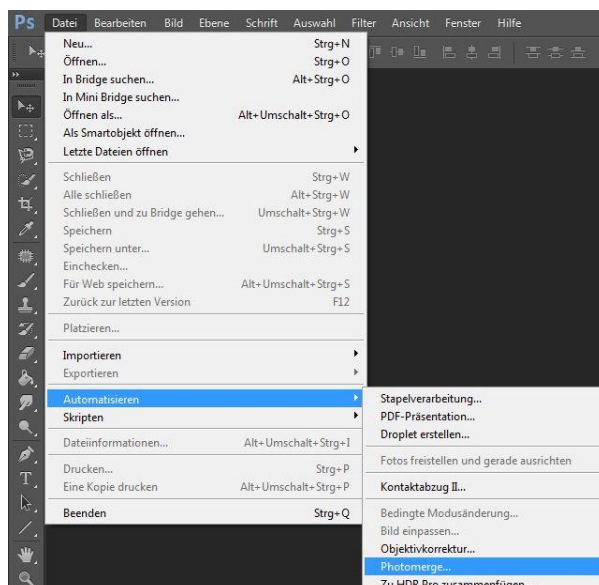 Ps Datei Bearbeiten Bild Ebene Schrift Auswahl Filter Ansicht Fenster Hilfe
Neu... Strg+N
Öffnen... Strg+O
In Bridge suchen... Alt+Strg+O
In Mini Bridge suchen...
Öffnen als... Alt+Umschalt+Strg+O
Als Smartobjekt öffnen...
Letzte Dateien öffnen
Schließen Strg+W
Alle schließen Alt+Strg+W
Schließen und zu Bridge gehen... Umschalt+Strg+W
Speichern Strg+S
Speichern unter... Umschalt+Strg+S
Einchecken...
Für Web speichern... Alt+Umschalt+Strg+S
Zurück zur letzten Version F12
Platzieren...
Importieren
Exportieren
Automatisieren
Skripten
Dateiinformationen... Alt+Umschalt+Strg+I
Drucken... Strg+P
Eine Kopie drucken Alt+Umschalt+Strg+P
Beenden Strg+Q
Stapelverarbeitung...
PDF-Präsentation...
Droplet erstellen...
Fotos freistellen und gerade ausrichten
Kontaktabzug II...
Bedingte Modusänderung...
Bild einpassen...
Objektivkorrektur...
Photomerge...
Zu HDR Pro zusammenfügen